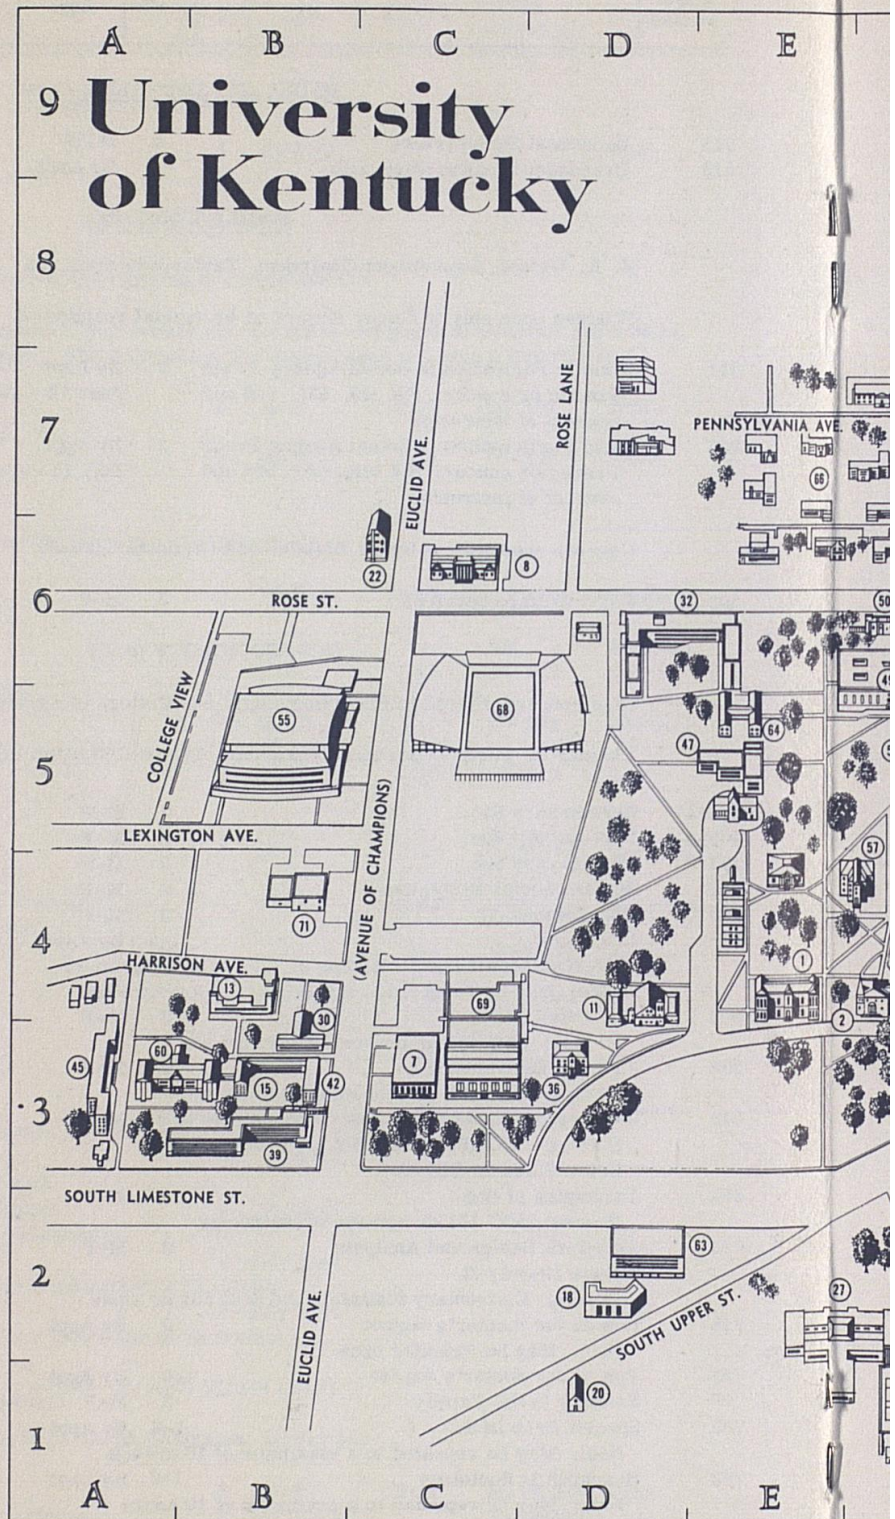 A B C D E
9
University
of Kentucky
8
7
EUCLID AVE.
ROSE LANE
PENNSYLVANIA AVE.
66
22
8
6
ROSE ST.
32
50
COLLEGE VIEW
55
68
49
64
47
5
LEXINGTON AVE.
(AVENUE OF CHAMPIONS)
57
71
4
HARRISON AVE.
1
13
69
11
30
2
60
7
45
15
42
36
3
39
SOUTH LIMESTONE ST.
63
2
18
27
EUCLID AVE.
SOUTH UPPER ST.
20
1
A B C D E